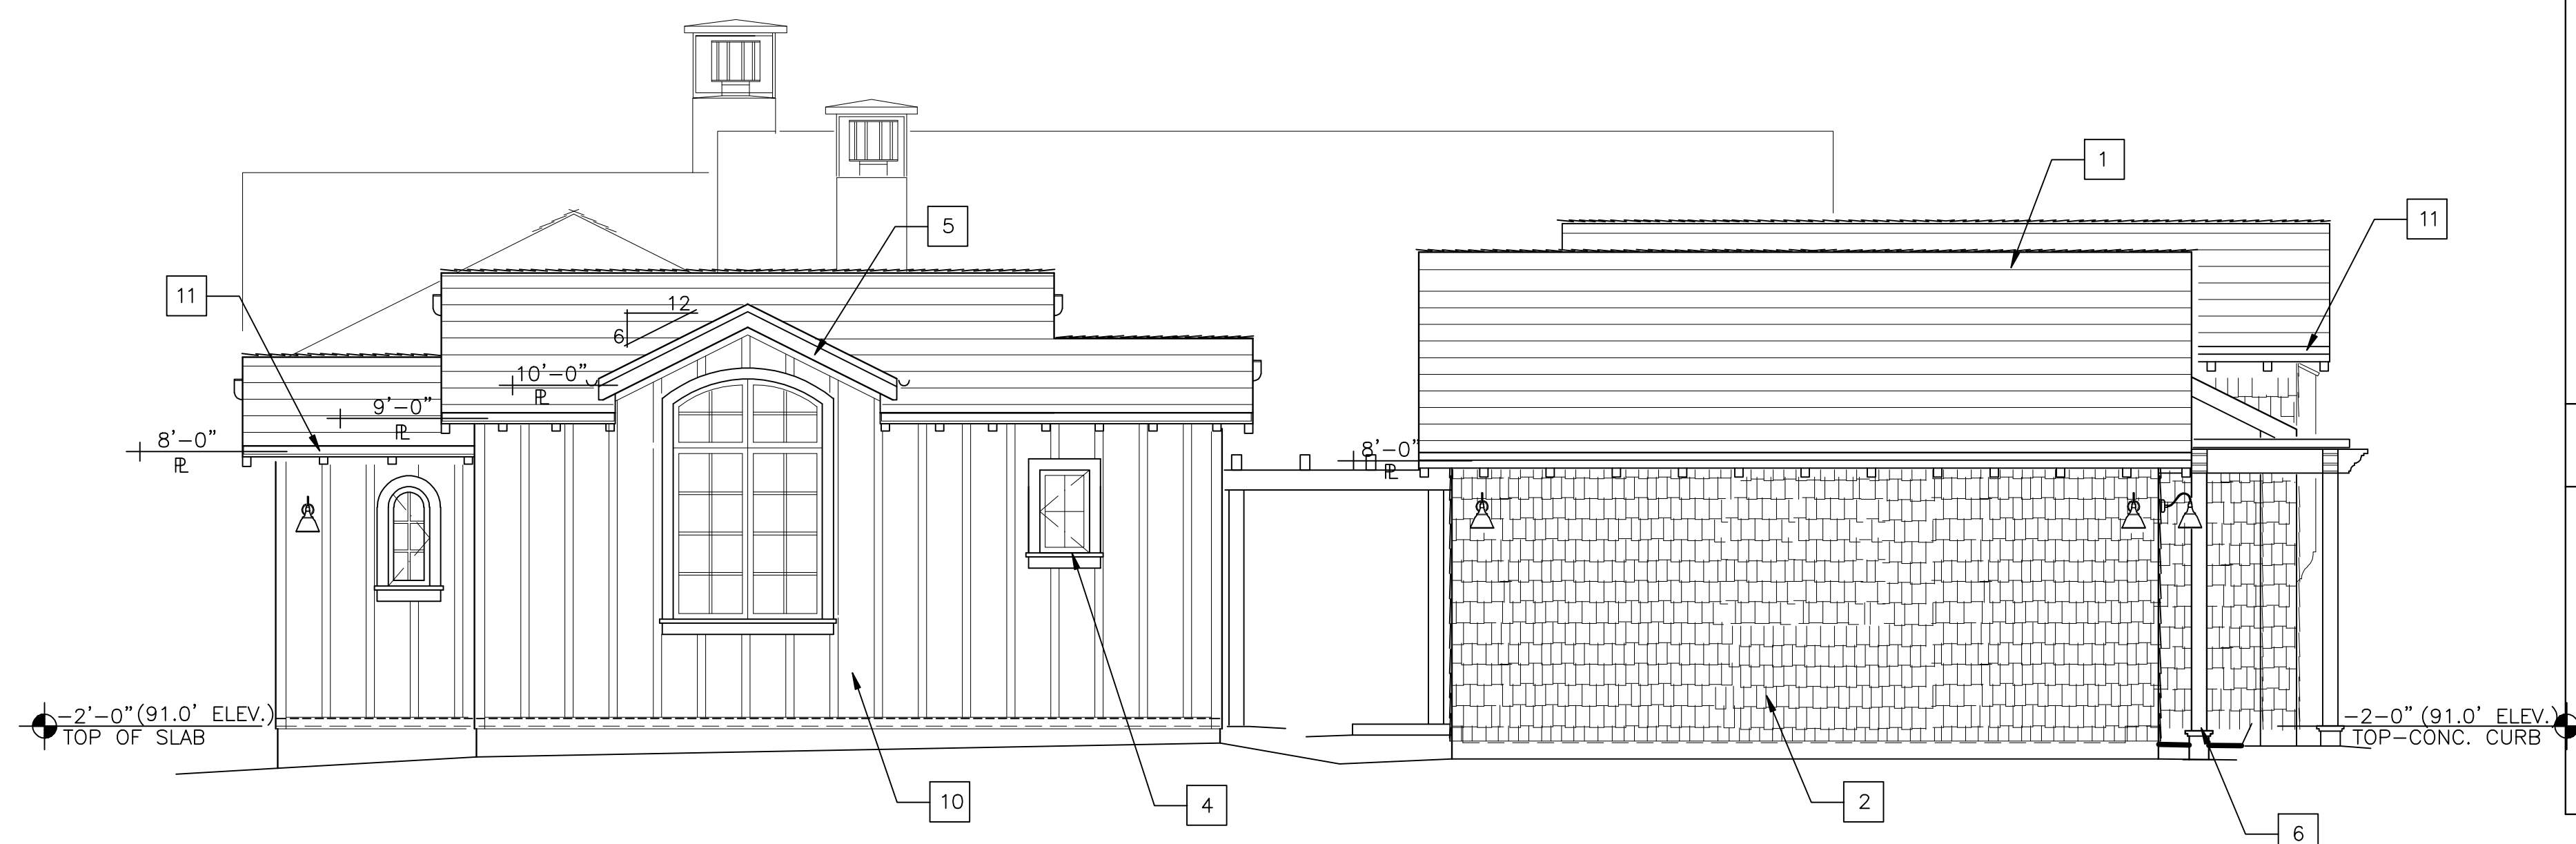 1
5
11
11
12
6
10'-0"
PL
9'-0"
PL
8'-0"
PL
8'-0"
PL
-2'-0" (91.0' ELEV.)
TOP OF SLAB
-2-0" (91.0' ELEV.)
TOP-CONC. CURB
10
4
2
6